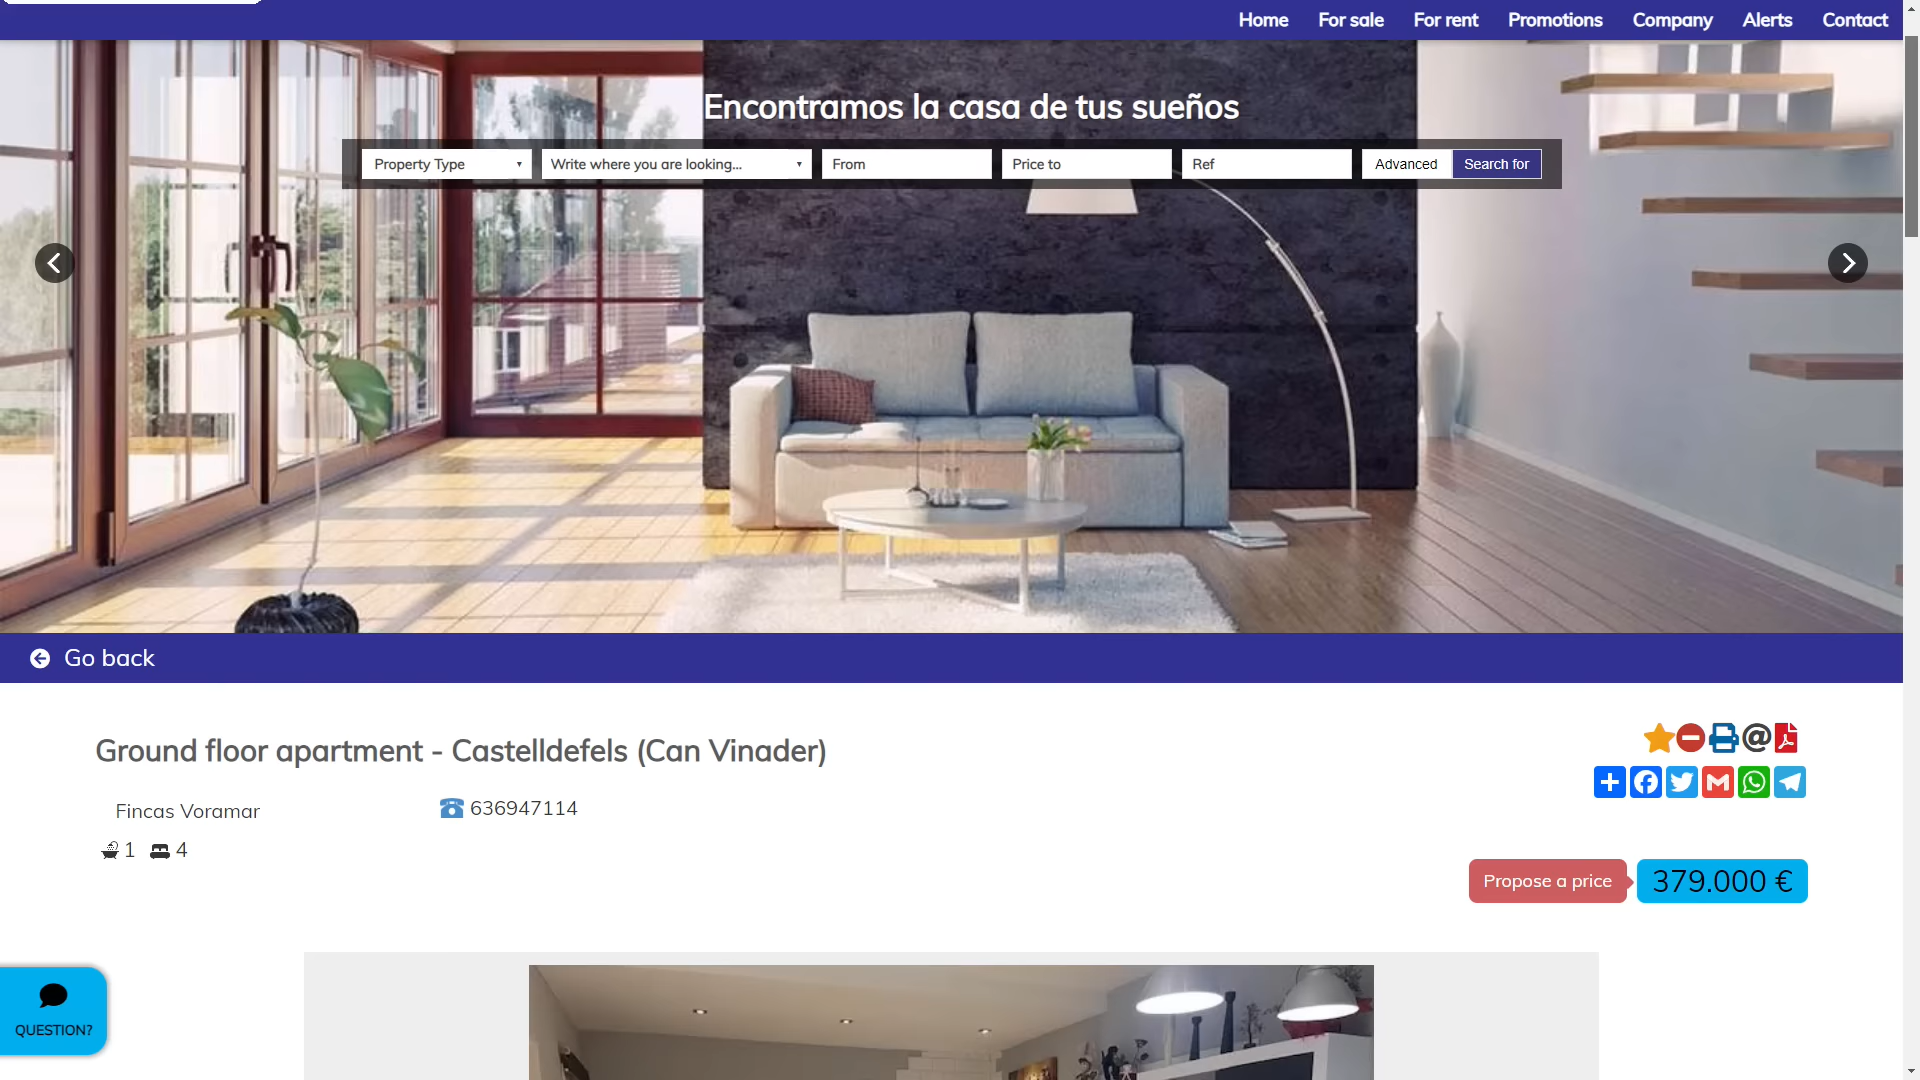 Home For sale For rent Promotions Company Alerts Contact
Encontramos la casa de tus sueños
Property Type Write where you are looking... From Price to Ref Advanced Search for
Go back
Ground floor apartment - Castelldefels (Can Vinader)
Fincas Voramar 636947114
1 4
Propose a price 379.000 €
QUESTION?